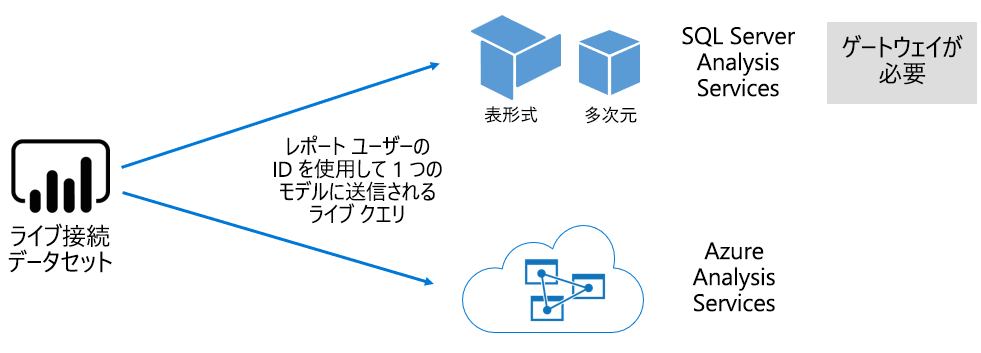 SQL Server
Analysis
Services
ゲートウェイが
必要
表形式
多次元
レポート ユーザーの
ID を使用して 1 つの
モデルに送信される
ライブ クエリ
ライブ接続
データセット
Azure
Analysis
Services